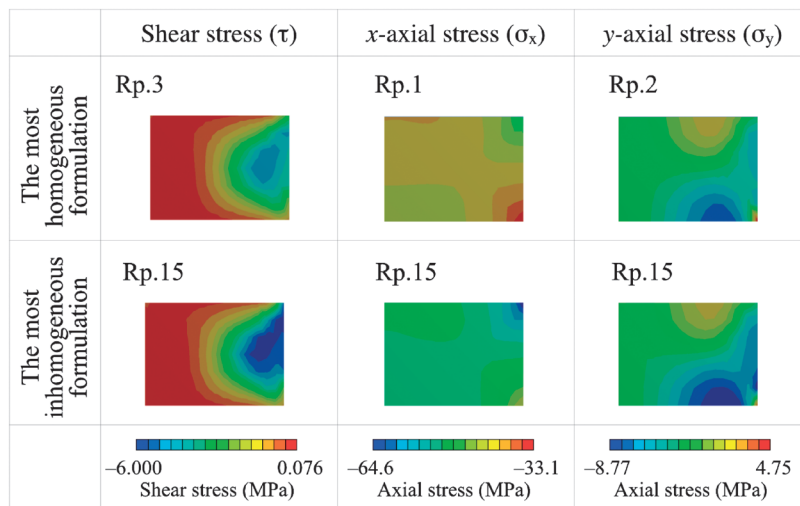 Shear stress (τ)
x-axial stress (σx)
y-axial stress (σy)
The most
homogeneous
formulation
Rp.3
Rp.1
Rp.2
The most
inhomogeneous
formulation
Rp.15
Rp.15
Rp.15
−6.000 0.076
Shear stress (MPa)
−64.6 −33.1
Axial stress (MPa)
−8.77 4.75
Axial stress (MPa)